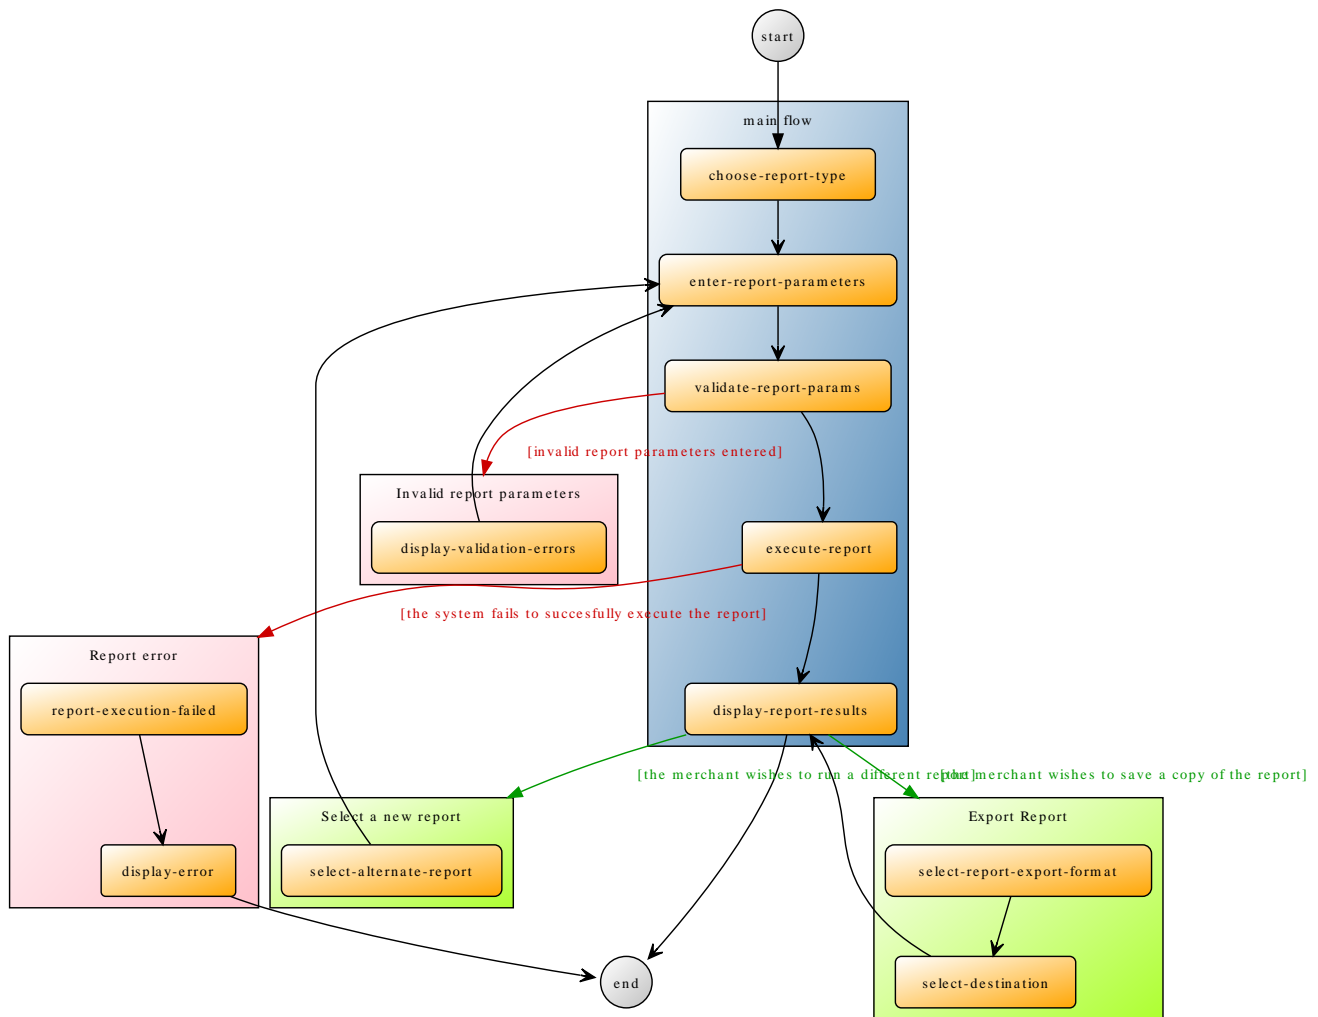 start
main flow
choose-report-type
enter-report-parameters
validate-report-params
[invalid report parameters entered]
Invalid report parameters
display-validation-errors
execute-report
[the system fails to succesfully execute the report]
Report error
report-execution-failed
display-report-results
[the merchant wishes to run a different report]
[the merchant wishes to save a copy of the report]
Select a new report
Export Report
display-error
select-alternate-report
select-report-export-format
end
select-destination